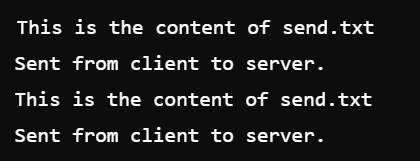 This is the content of send.txt
Sent from client to server.
This is the content of send.txt
Sent from client to server.